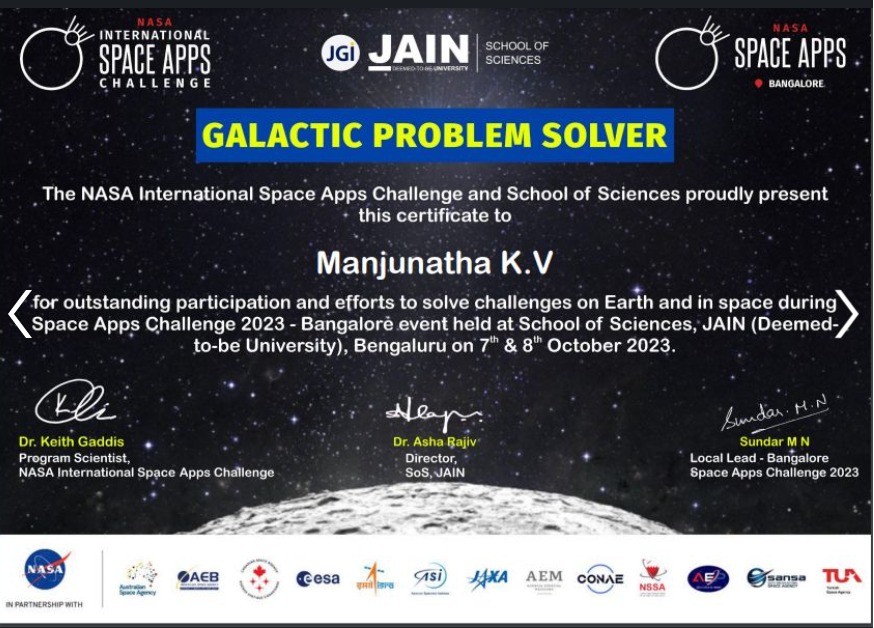 NASA
INTERNATIONAL
SPACE APPS
CHALLENGE
JGI JAIN
DEEMED-TO-BE UNIVERSITY
SCHOOL OF
SCIENCES
NASA
SPACE APPS
BANGALORE
GALACTIC PROBLEM SOLVER
The NASA International Space Apps Challenge and School of Sciences proudly present
this certificate to
Manjunatha K.V
for outstanding participation and efforts to solve challenges on Earth and in space during
Space Apps Challenge 2023 - Bangalore event held at School of Sciences, JAIN (Deemed-
to-be University), Bengaluru on 7th & 8th October 2023.
Sundar. M.N
Dr. Keith Gaddis
Program Scientist,
NASA International Space Apps Challenge
Dr. Asha Rajiv
Director,
SoS, JAIN
Sundar M N
Local Lead - Bangalore
Space Apps Challenge 2023
NASA
IN PARTNERSHIP WITH
Australian
Space Agency
AEB
esa
इसरो isro
asi
JAXA
AEM
CONAE
NSSA
AE
sansa
TUA